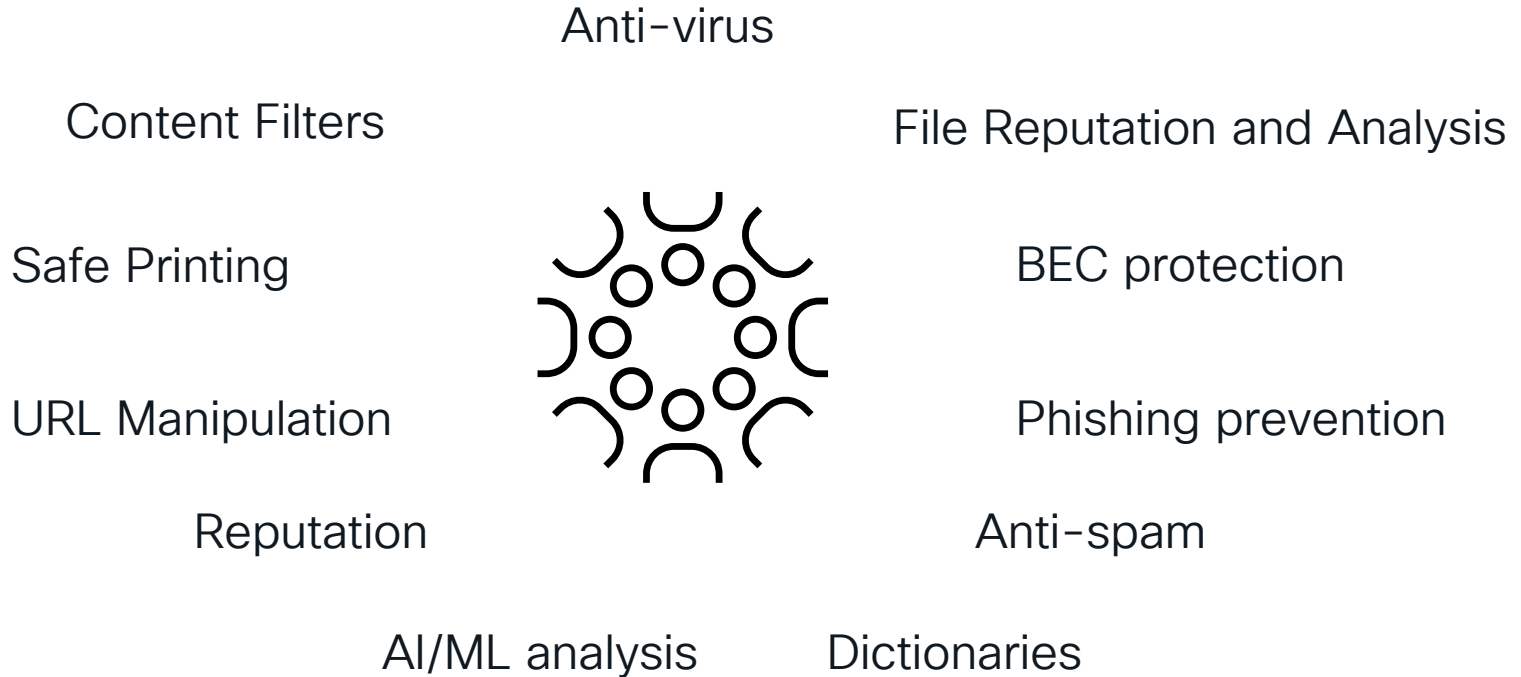 Anti-virus
Content Filters
File Reputation and Analysis
Safe Printing
BEC protection
URL Manipulation
Phishing prevention
Reputation
Anti-spam
AI/ML analysis
Dictionaries